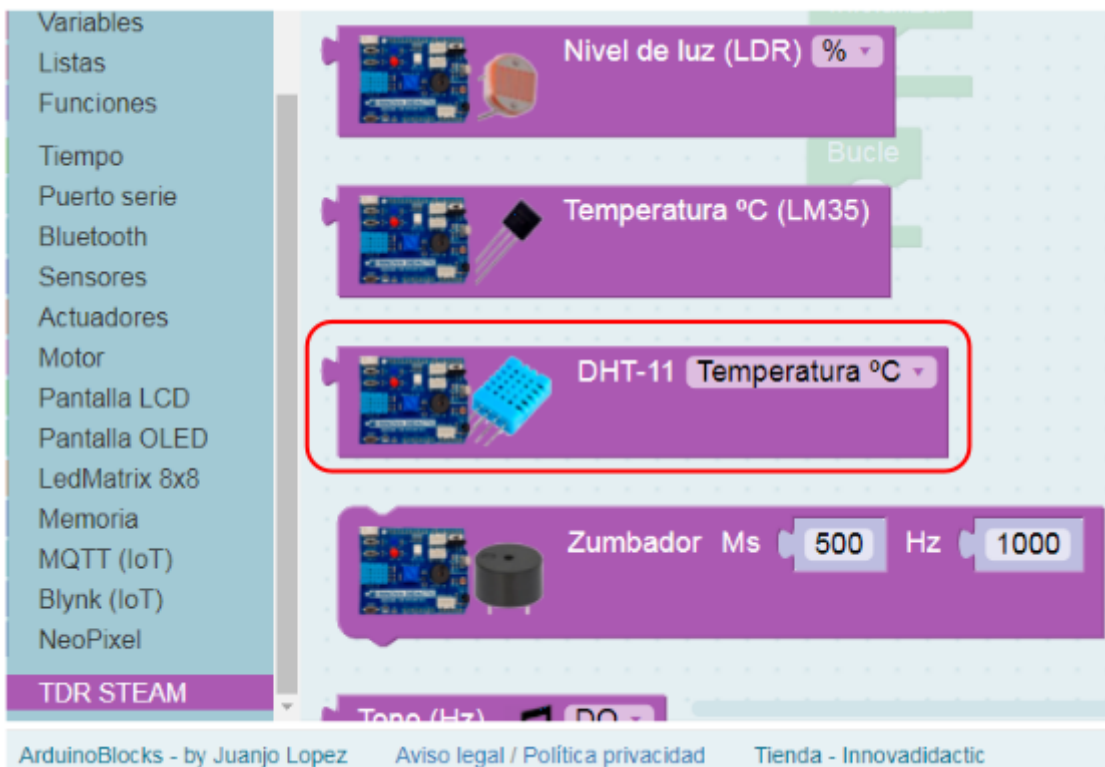 Variables
Listas
Funciones
Tiempo
Puerto serie
Bluetooth
Sensores
Actuadores
Motor
Pantalla LCD
Pantalla OLED
LedMatrix 8x8
Memoria
MQTT (IoT)
Blynk (IoT)
NeoPixel
TDR STEAM
Nivel de luz (LDR) %
Bucle
Temperatura ºC (LM35)
DHT-11 Temperatura ºC
Zumbador Ms 500 Hz 1000
Tono (Hz) DO
ArduinoBlocks - by Juanjo Lopez Aviso legal / Política privacidad Tienda - Innovadidactic